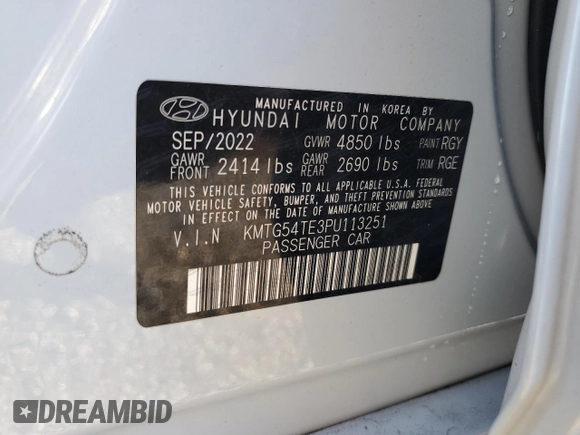 MANUFACTURED IN KOREA BY
HYUNDAI MOTOR COMPANY
SEP/2022 GVWR 4850 lbs PAINT RGY
GAWR FRONT 2414 lbs GAWR REAR 2690 lbs TRIM RGE
THIS VEHICLE CONFORMS TO ALL APPLICABLE U.S.A. FEDERAL
MOTOR VEHICLE SAFETY, BUMPER, AND THEFT PREVENTION STANDARDS
IN EFFECT ON THE DATE OF MANUFACTURE SHOWN ABOVE
V.I.N KMTG54TE3PU113251
PASSENGER CAR
DREAMBID